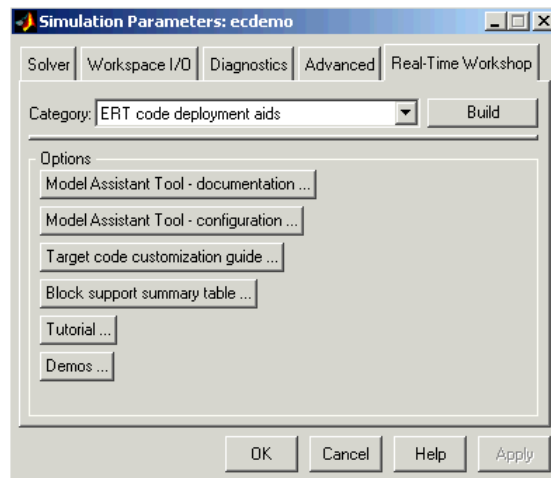 Simulation Parameters: ecdemo
Solver Workspace I/O Diagnostics Advanced Real-Time Workshop
Category: ERT code deployment aids Build
Options
Model Assistant Tool - documentation ...
Model Assistant Tool - configuration ...
Target code customization guide ...
Block support summary table ...
Tutorial ...
Demos ...
OK Cancel Help Apply